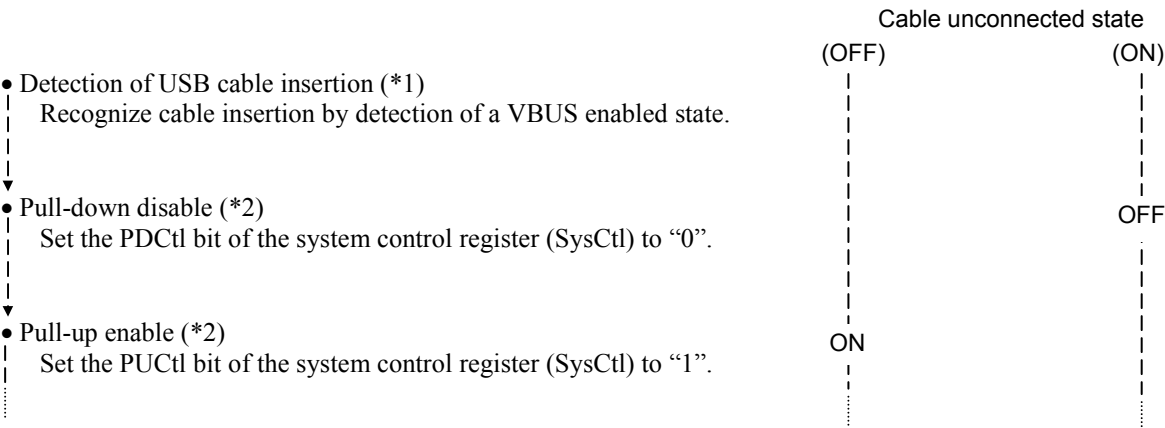 Cable unconnected state
(OFF) (ON)
• Detection of USB cable insertion (*1)
Recognize cable insertion by detection of a VBUS enabled state.
• Pull-down disable (*2)
OFF
Set the PDCtl bit of the system control register (SysCtl) to “0”.
• Pull-up enable (*2)
ON
Set the PUCtl bit of the system control register (SysCtl) to “1”.